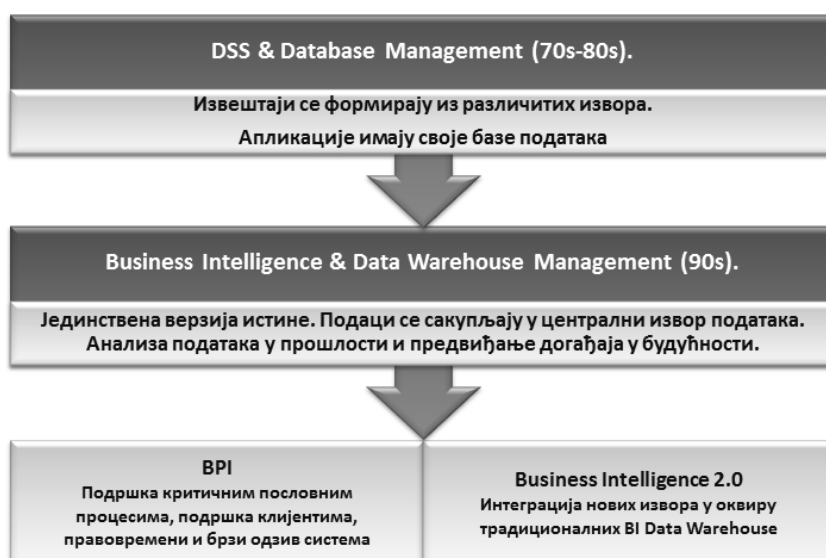 DSS & Database Management (70s-80s).
Извештаји се формирају из различитих извора.
Апликације имају своје базе података
Business Intelligence & Data Warehouse Management (90s).
Јединствена верзија истине. Подаци се сакупљају у централни извор података.
Анализа података у прошлости и предвиђање догађаја у будућности.
BPI
Подршка критичним пословним
процесима, подршка клијентима,
правовремени и брзи одзив система
Business Intelligence 2.0
Интеграција нових извора у оквиру
традиционалних BI Data Warehouse